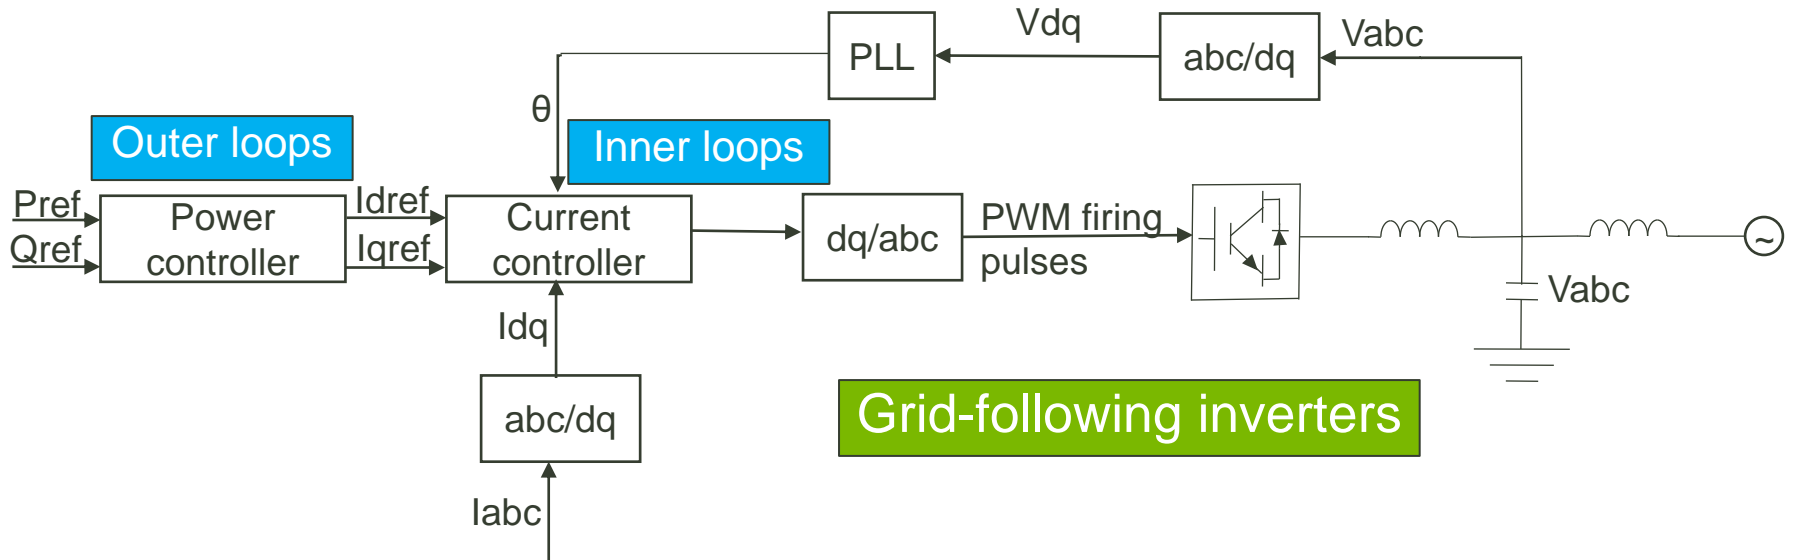 Vdq
Vabc
PLL
abc/dq
θ
Outer loops
Inner loops
Pref
Qref
Power
controller
Idref
Iqref
Current
controller
dq/abc
PWM firing
pulses
~
Vabc
Idq
abc/dq
Grid-following inverters
Iabc